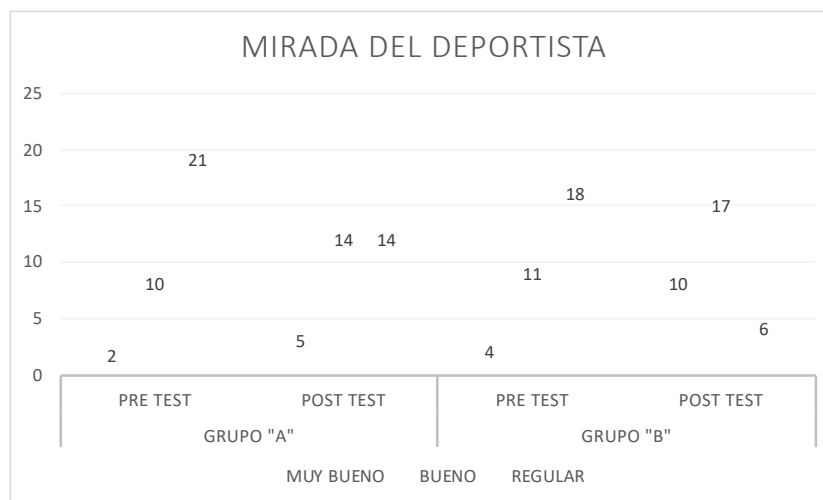 MIRADA DEL DEPORTISTA
25
20
15
10
5
0
2
10
21
5
14
14
4
11
18
10
17
6
PRE TEST
POST TEST
PRE TEST
POST TEST
GRUPO "A"
GRUPO "B"
MUY BUENO
BUENO
REGULAR